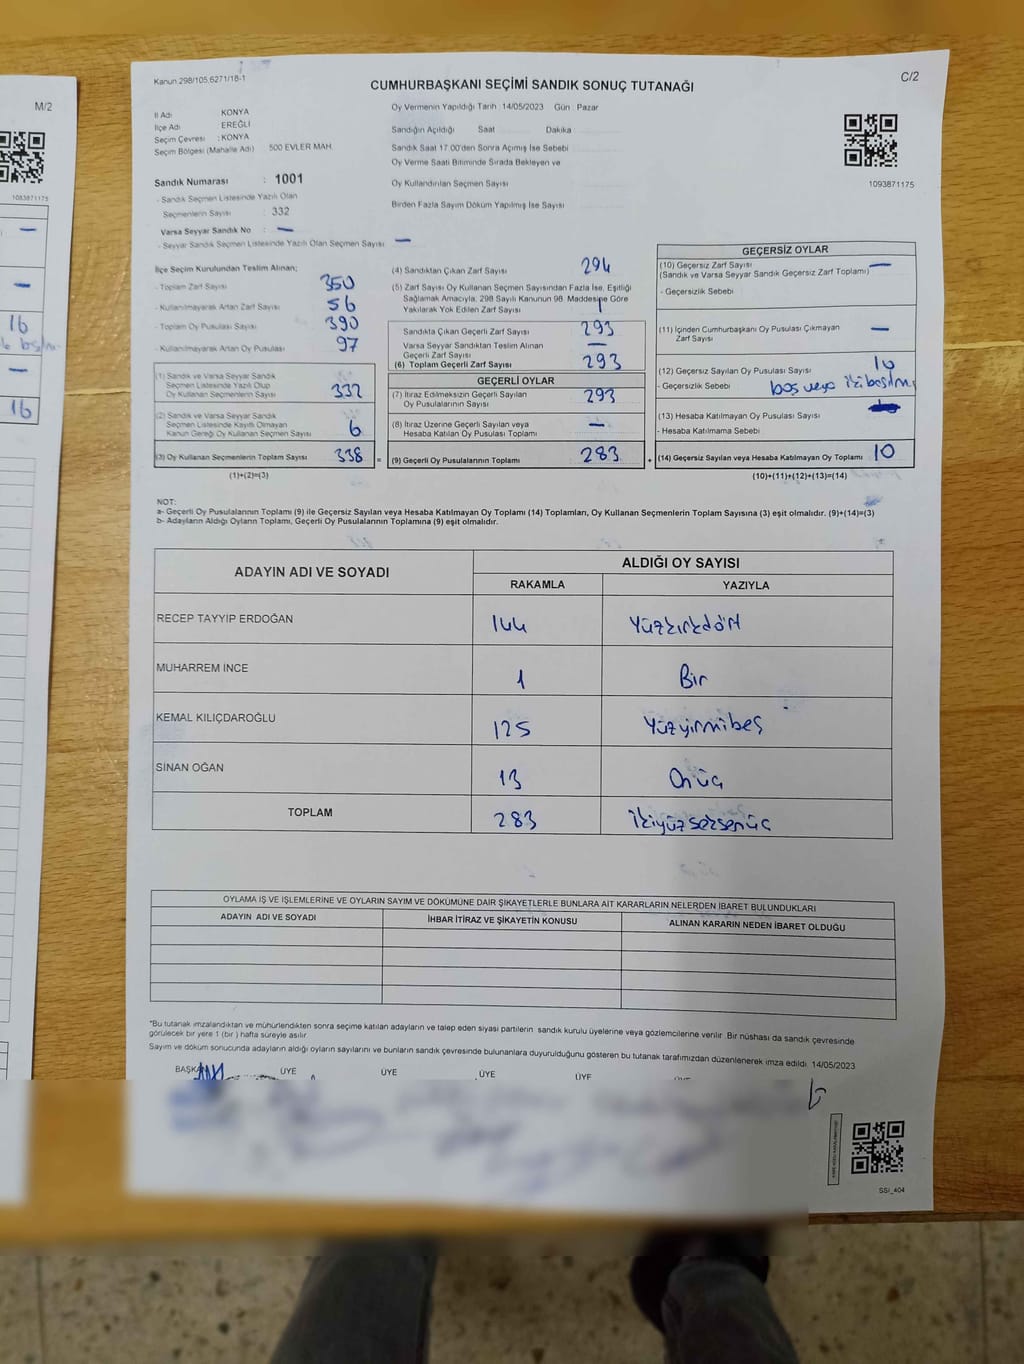 M/2
1083871175
16
16
Kanun 298/105 6271/18-1
C/2
CUMHURBAŞKANI SEÇİMİ SANDIK SONUÇ TUTANAĞI
İl Adı KONYA
İlçe Adı EREĞLİ
Seçim Çevresi : KONYA
Seçim Bölgesi (Mahalle Adı) 500 EVLER MAH.
Sandık Numarası : 1001
- Sandık Seçmen Listesinde Yazılı Olan
Seçmenlerin Sayısı : 332
Varsa Seyyar Sandık No : —
- Seyyar Sandık Seçmen Listesinde Yazılı Olan Seçmen Sayısı : —
Oy Vermenin Yapıldığı Tarih : 14/05/2023 Gün : Pazar
Sandığın Açıldığı Saat Dakika
Sandık Saat 17.00'den Sonra Açımış İse Sebebi
Oy Verme Saati Bitiminde Sırada Bekleyen ve
Oy Kullandırılan Seçmen Sayısı
Birden Fazla Sayım Döküm Yapılmış İse Sayısı
1093871175
İlçe Seçim Kurulundan Teslim Alınan;
- Toplam Zarf Sayısı : 350
- Kullanılmayarak Artan Zarf Sayısı : 56
- Toplam Oy Pusulası Sayısı : 390
- Kullanılmayarak Artan Oy Pusulası : 97
(1) Sandık ve Varsa Seyyar Sandık
Seçmen Listesinde Yazılı Olup
Oy Kullanan Seçmenlerin Sayısı 332
(2) Sandık ve Varsa Seyyar Sandık
Seçmen Listesinde Kayıtlı Olmayan
Kanun Gereği Oy Kullanan Seçmen Sayısı 6
(3) Oy Kullanan Seçmenlerin Toplam Sayısı 338 =
(1)+(2)=(3)
(4) Sandıktan Çıkan Zarf Sayısı 294
(5) Zarf Sayısı Oy Kullanan Seçmen Sayısından Fazla İse, Eşitliği
Sağlamak Amacıyla, 298 Sayılı Kanunun 98. Maddesine Göre
Yakılarak Yok Edilen Zarf Sayısı 1
Sandıkta Çıkan Geçerli Zarf Sayısı 293
Varsa Seyyar Sandıktan Teslim Alınan
Geçerli Zarf Sayısı —
(6) Toplam Geçerli Zarf Sayısı 293
GEÇERLİ OYLAR
(7) İtiraz Edilmeksizin Geçerli Sayılan
Oy Pusulalarının Sayısı 293
(8) İtiraz Üzerine Geçerli Sayılan veya
Hesaba Katılan Oy Pusulası Toplamı —
(9) Geçerli Oy Pusulalarının Toplamı 283 +
GEÇERSİZ OYLAR
(10) Geçersiz Zarf Sayısı —
(Sandık ve Varsa Seyyar Sandık Geçersiz Zarf Toplamı)
- Geçersizlik Sebebi
(11) İçinden Cumhurbaşkanı Oy Pusulası Çıkmayan
Zarf Sayısı —
(12) Geçersiz Sayılan Oy Pusulası Sayısı 10
- Geçersizlik Sebebi boş veya iki basılmış
(13) Hesaba Katılmayan Oy Pusulası Sayısı
- Hesaba Katılmama Sebebi
(14) Geçersiz Sayılan veya Hesaba Katılmayan Oy Toplamı 10
(10)+(11)+(12)+(13)=(14)
NOT:
a- Geçerli Oy Pusulalarının Toplamı (9) ile Geçersiz Sayılan veya Hesaba Katılmayan Oy Toplamı (14) Toplamları, Oy Kullanan Seçmenlerin Toplam Sayısına (3) eşit olmalıdır. (9)+(14)=(3)
b- Adayların Aldığı Oyların Toplamı, Geçerli Oy Pusulalarının Toplamına (9) eşit olmalıdır.
ADAYIN ADI VE SOYADI
ALDIĞI OY SAYISI
RAKAMLA YAZIYLA
RECEP TAYYIP ERDOĞAN 144 Yüzkırkdört
MUHARREM İNCE 1 Bir
KEMAL KILIÇDAROĞLU 125 Yüzyirmibeş
SİNAN OĞAN 13 Onüç
TOPLAM 283 İkiyüzseksenüç
OYLAMA İŞ VE İŞLEMLERİNE VE OYLARIN SAYIM VE DÖKÜMÜNE DAİR ŞİKAYETLERLE BUNLARA AİT KARARLARIN NELERDEN İBARET BULUNDUKLARI
ADAYIN ADI VE SOYADI İHBAR İTİRAZ VE ŞİKAYETİN KONUSU ALINAN KARARIN NEDEN İBARET OLDUĞU
"Bu tutanak imzalandıktan ve mühürlendikten sonra seçime katılan adayların ve talep eden siyasi partilerin sandık kurulu üyelerine veya gözlemcilerine verilir. Bir nüshası da sandık çevresinde
görülecek bir yere 1 (bir) hafta süreyle asılır.
Sayım ve döküm sonucunda adayların aldığı oyların sayılarını ve bunların sandık çevresinde bulunanlara duyurulduğunu gösteren bu tutanak tarafımızdan düzenlenerek imza edildi. 14/05/2023
BAŞKAN ÜYE ÜYE ÜYE ÜYE
SSI_404